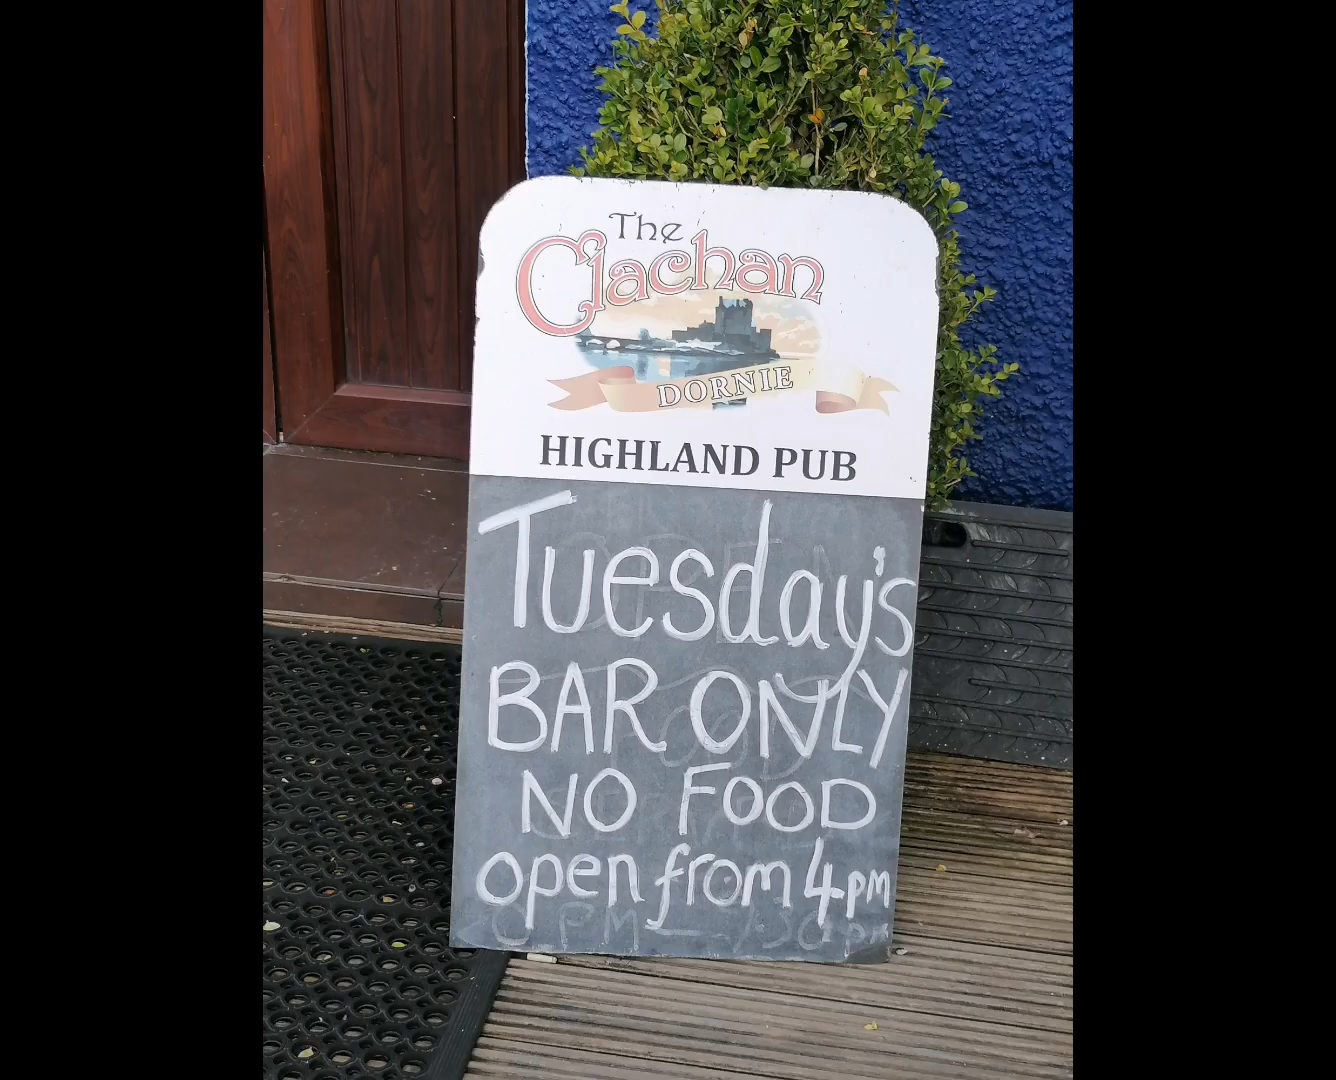 The
Clachan
DORNIE
HIGHLAND PUB
Tuesday's
BAR ONLY
NO FOOD
open from 4pm